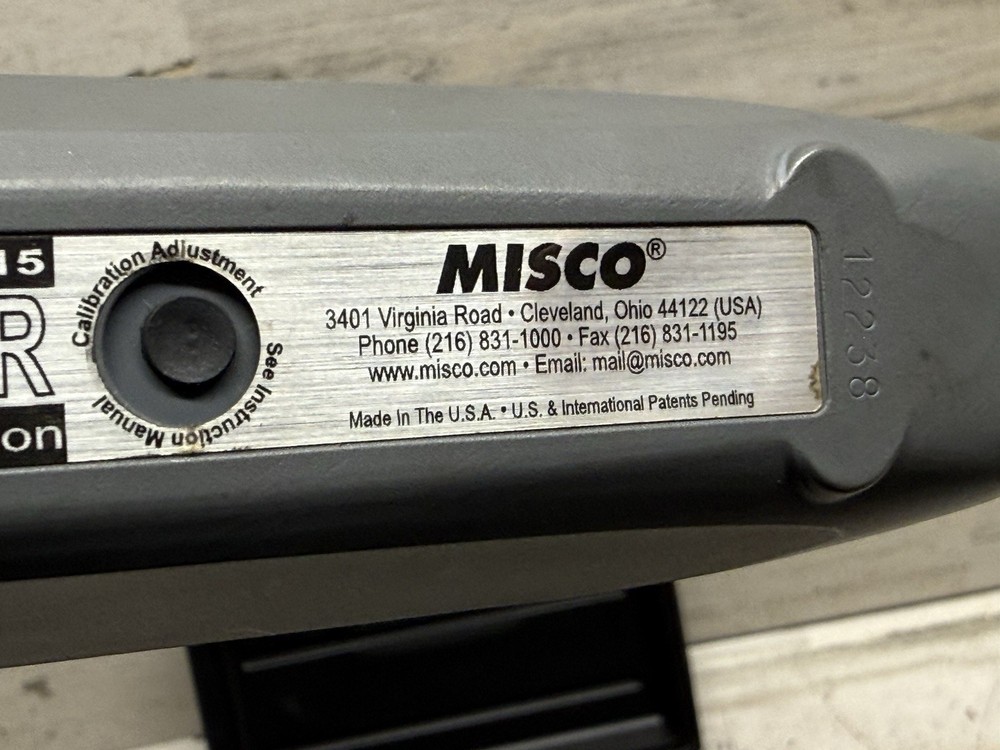 15
R
on
Calibration Adjustment
See Instruction Manual
MISCO®
3401 Virginia Road • Cleveland, Ohio 44122 (USA)
Phone (216) 831-1000 • Fax (216) 831-1195
www.misco.com • Email: mail@misco.com
Made In The U.S.A. • U.S. & International Patents Pending
12238